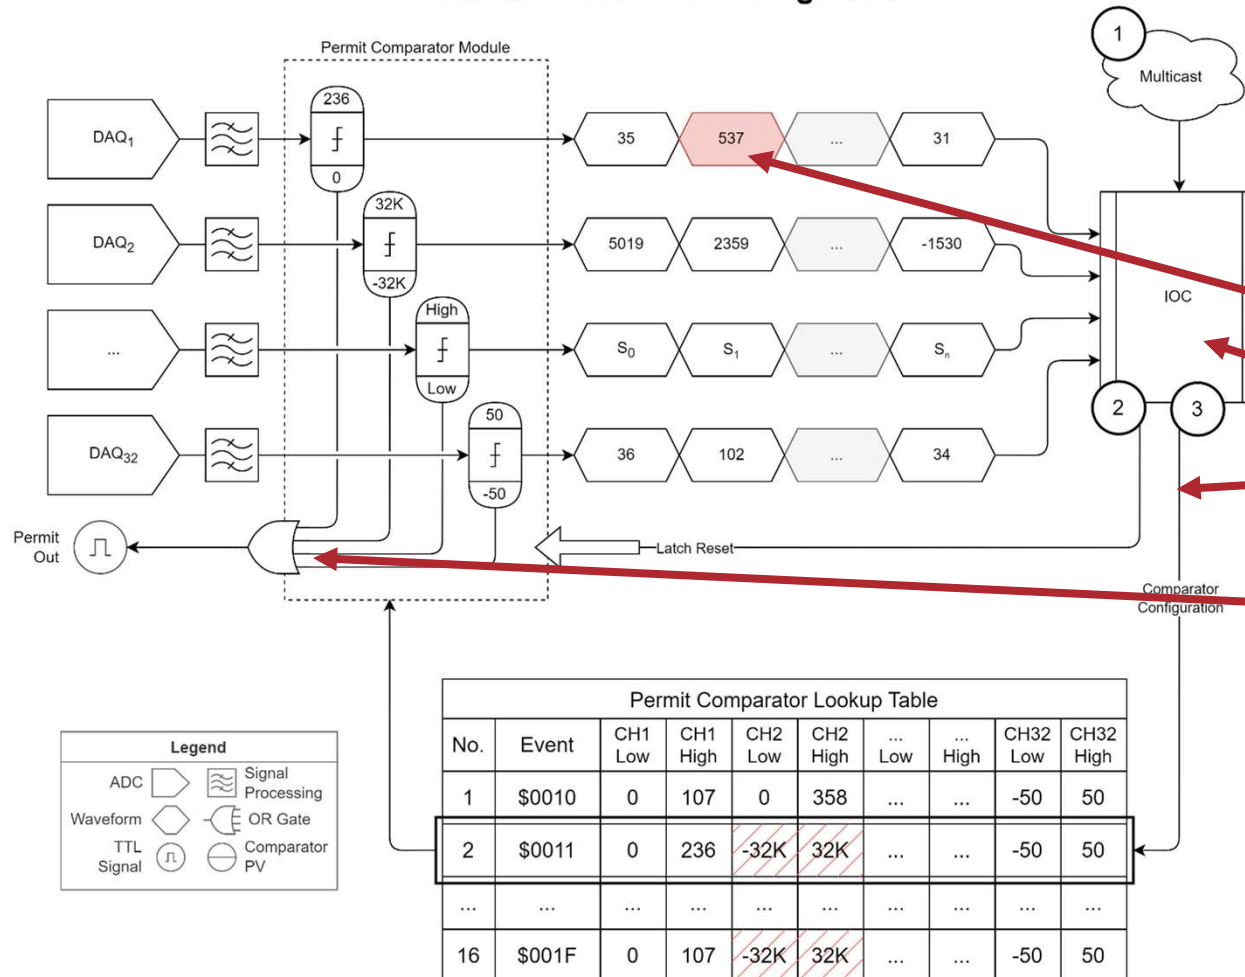 1
Permit Comparator Module
Multicast
DAQ1
236
0
35
537
...
31
DAQ2
32K
-32K
5019
2359
...
-1530
IOC
...
High
Low
S0
S1
...
Sn
2
3
DAQ32
50
-50
36
102
...
34
Permit
Out
Latch Reset
Comparator
Configuration
Permit Comparator Lookup Table
No. Event CH1 Low CH1 High CH2 Low CH2 High ... Low ... High CH32 Low CH32 High
1 $0010 0 107 0 358 ... ... -50 50
2 $0011 0 236 -32K 32K ... ... -50 50
... ... ... ... ... ... ... ... ... ...
16 $001F 0 107 -32K 32K ... ... -50 50
Legend
ADC
Signal
Processing
Waveform
OR Gate
TTL
Signal
Comparator
PV